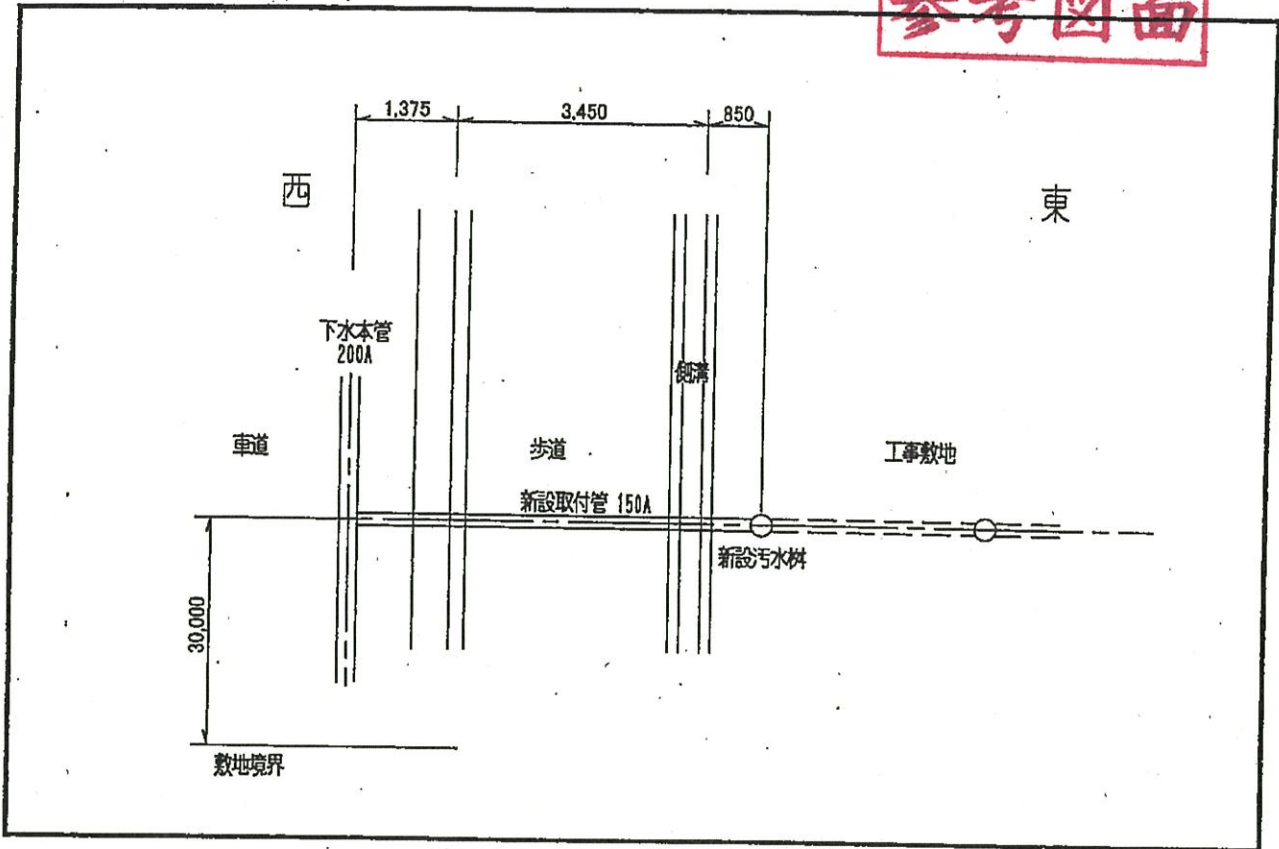 参考図面
1,375
3,450
850
西
東
下水本管
200A
側溝
車道
歩道
工事敷地
新設取付管 150A
新設汚水桝
30,000
敷地境界